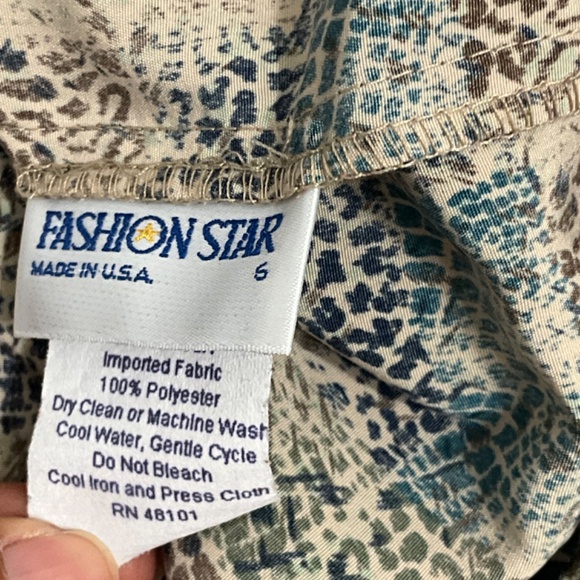 FASHION STAR
MADE IN U.S.A. 6
Imported Fabric
100% Polyester
Dry Clean or Machine Wash
Cool Water, Gentle Cycle
Do Not Bleach
Cool Iron and Press Cloth
RN 48101